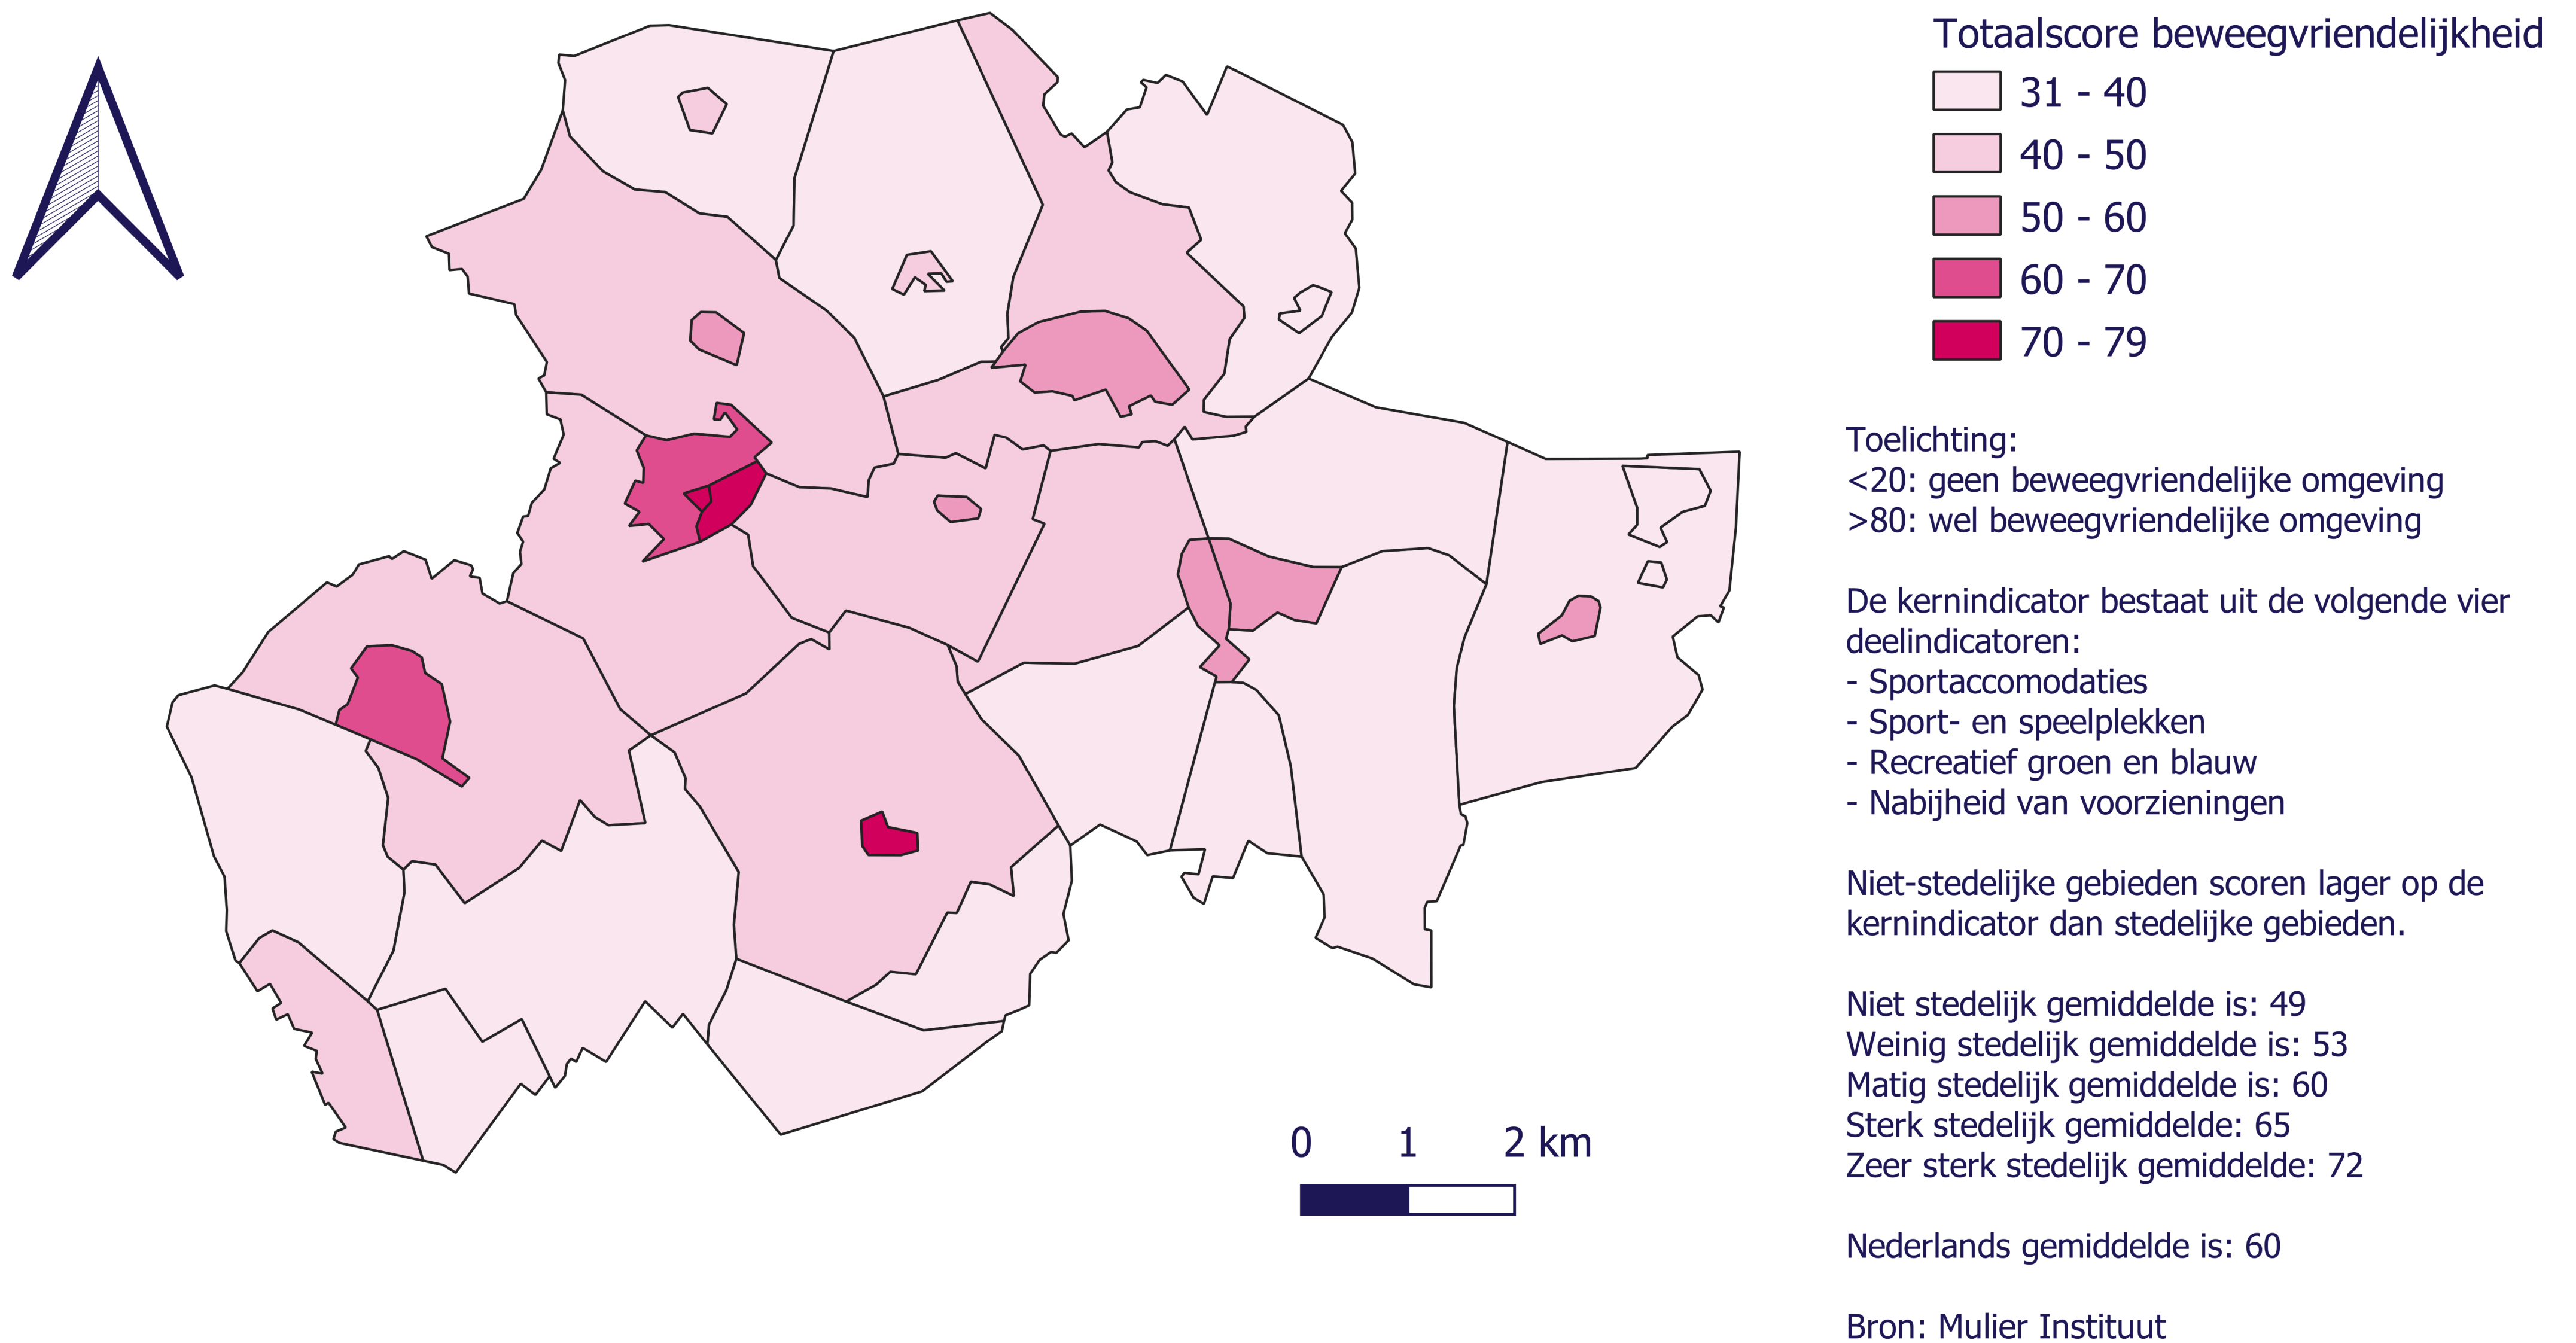 Totaalscore beweegvriendelijkheid
31 - 40
40 - 50
50 - 60
60 - 70
70 - 79
Toelichting:
<20: geen beweegvriendelijke omgeving
>80: wel beweegvriendelijke omgeving
De kernindicator bestaat uit de volgende vier
deelindicatoren:
- Sportaccomodaties
- Sport- en speelplekken
- Recreatief groen en blauw
- Nabijheid van voorzieningen
Niet-stedelijke gebieden scoren lager op de
kernindicator dan stedelijke gebieden.
Niet stedelijk gemiddelde is: 49
Weinig stedelijk gemiddelde is: 53
Matig stedelijk gemiddelde is: 60
Sterk stedelijk gemiddelde: 65
Zeer sterk stedelijk gemiddelde: 72
Nederlands gemiddelde is: 60
Bron: Mulier Instituut
0 1 2 km